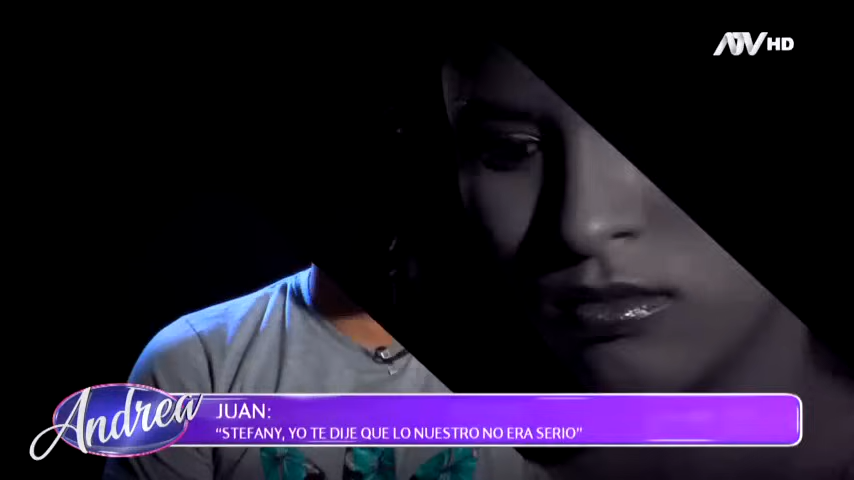 ATV HD
Andrea
JUAN:
“STEFANY, YO TE DIJE QUE LO NUESTRO NO ERA SERIO”